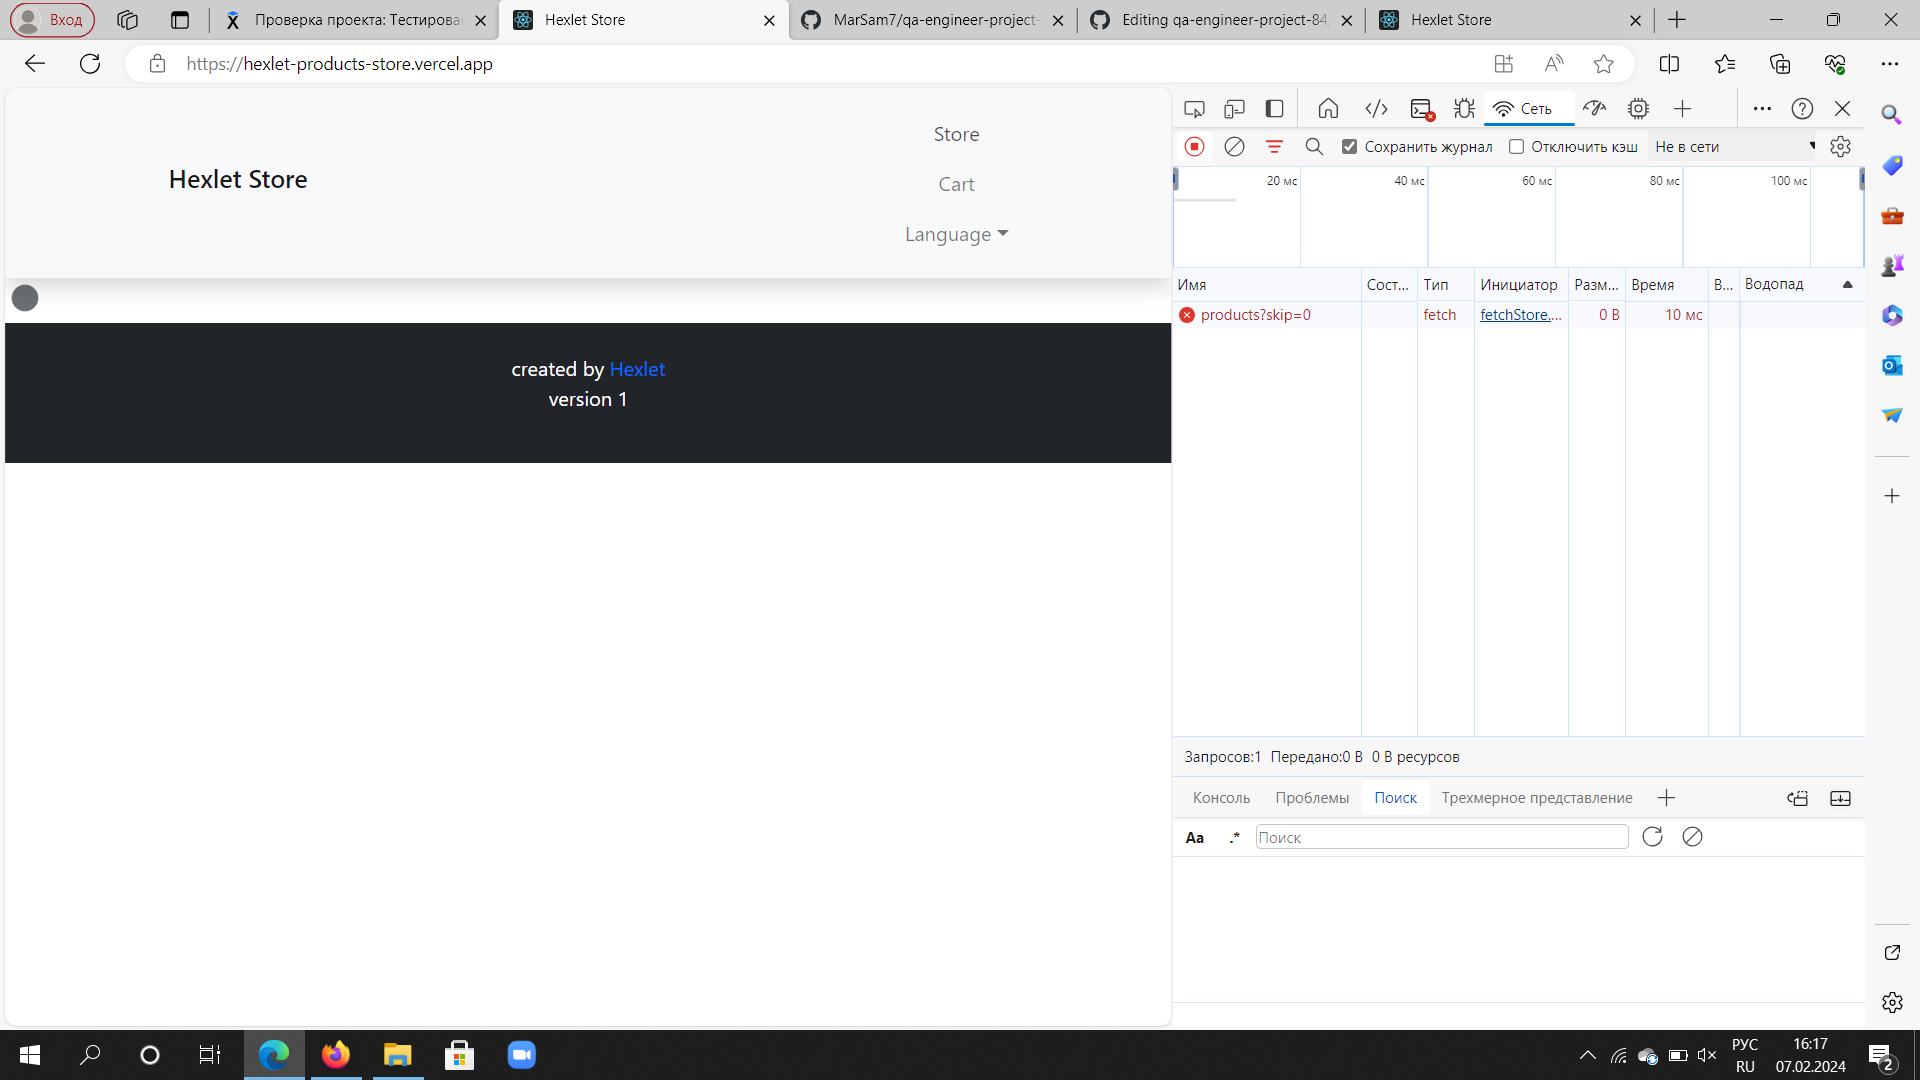 Вход
Проверка проекта: Тестирова
Hexlet Store
MarSam7/qa-engineer-project-
Editing qa-engineer-project-84
Hexlet Store
https://hexlet-products-store.vercel.app
Hexlet Store
Store
Cart
Language
created by Hexlet
version 1
Сеть
Сохранить журнал
Отключить кэш
Не в сети
20 мс
40 мс
60 мс
80 мс
100 мс
Имя
Сост...
Тип
Инициатор
Разм...
Время
В...
Водопад
products?skip=0
fetch
fetchStore....
0 B
10 мс
Запросов:1 Передано:0 B 0 B ресурсов
Консоль
Проблемы
Поиск
Трехмерное представление
Aa
.*
Поиск
РУС
RU
16:17
07.02.2024
2